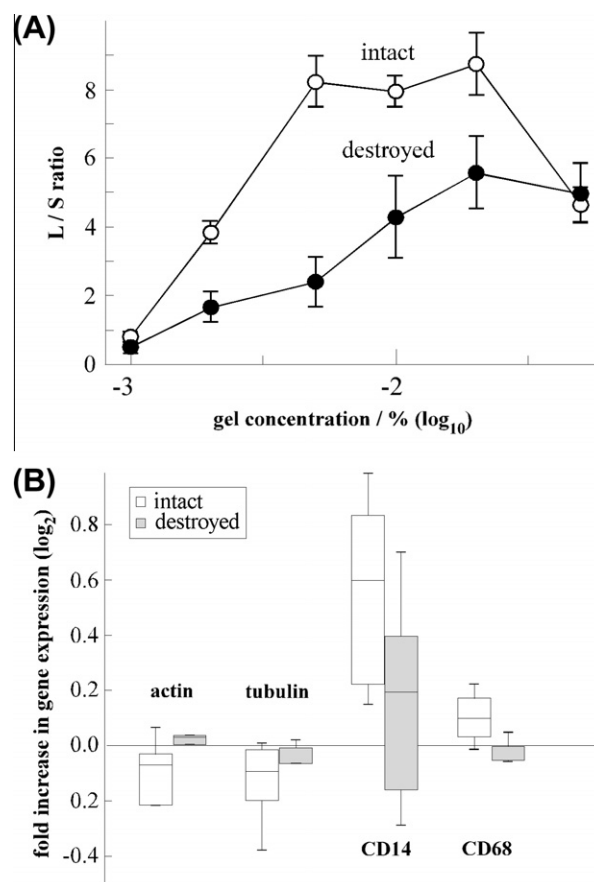 (A)
8
6
4
2
0
L / S ratio
intact
destroyed
-3
-2
gel concentration / % (log10)
(B)
intact
destroyed
fold increase in gene expression (log2)
0.8
0.6
0.4
0.2
0.0
0.2
-0.4
actin
tubulin
CD14
CD68